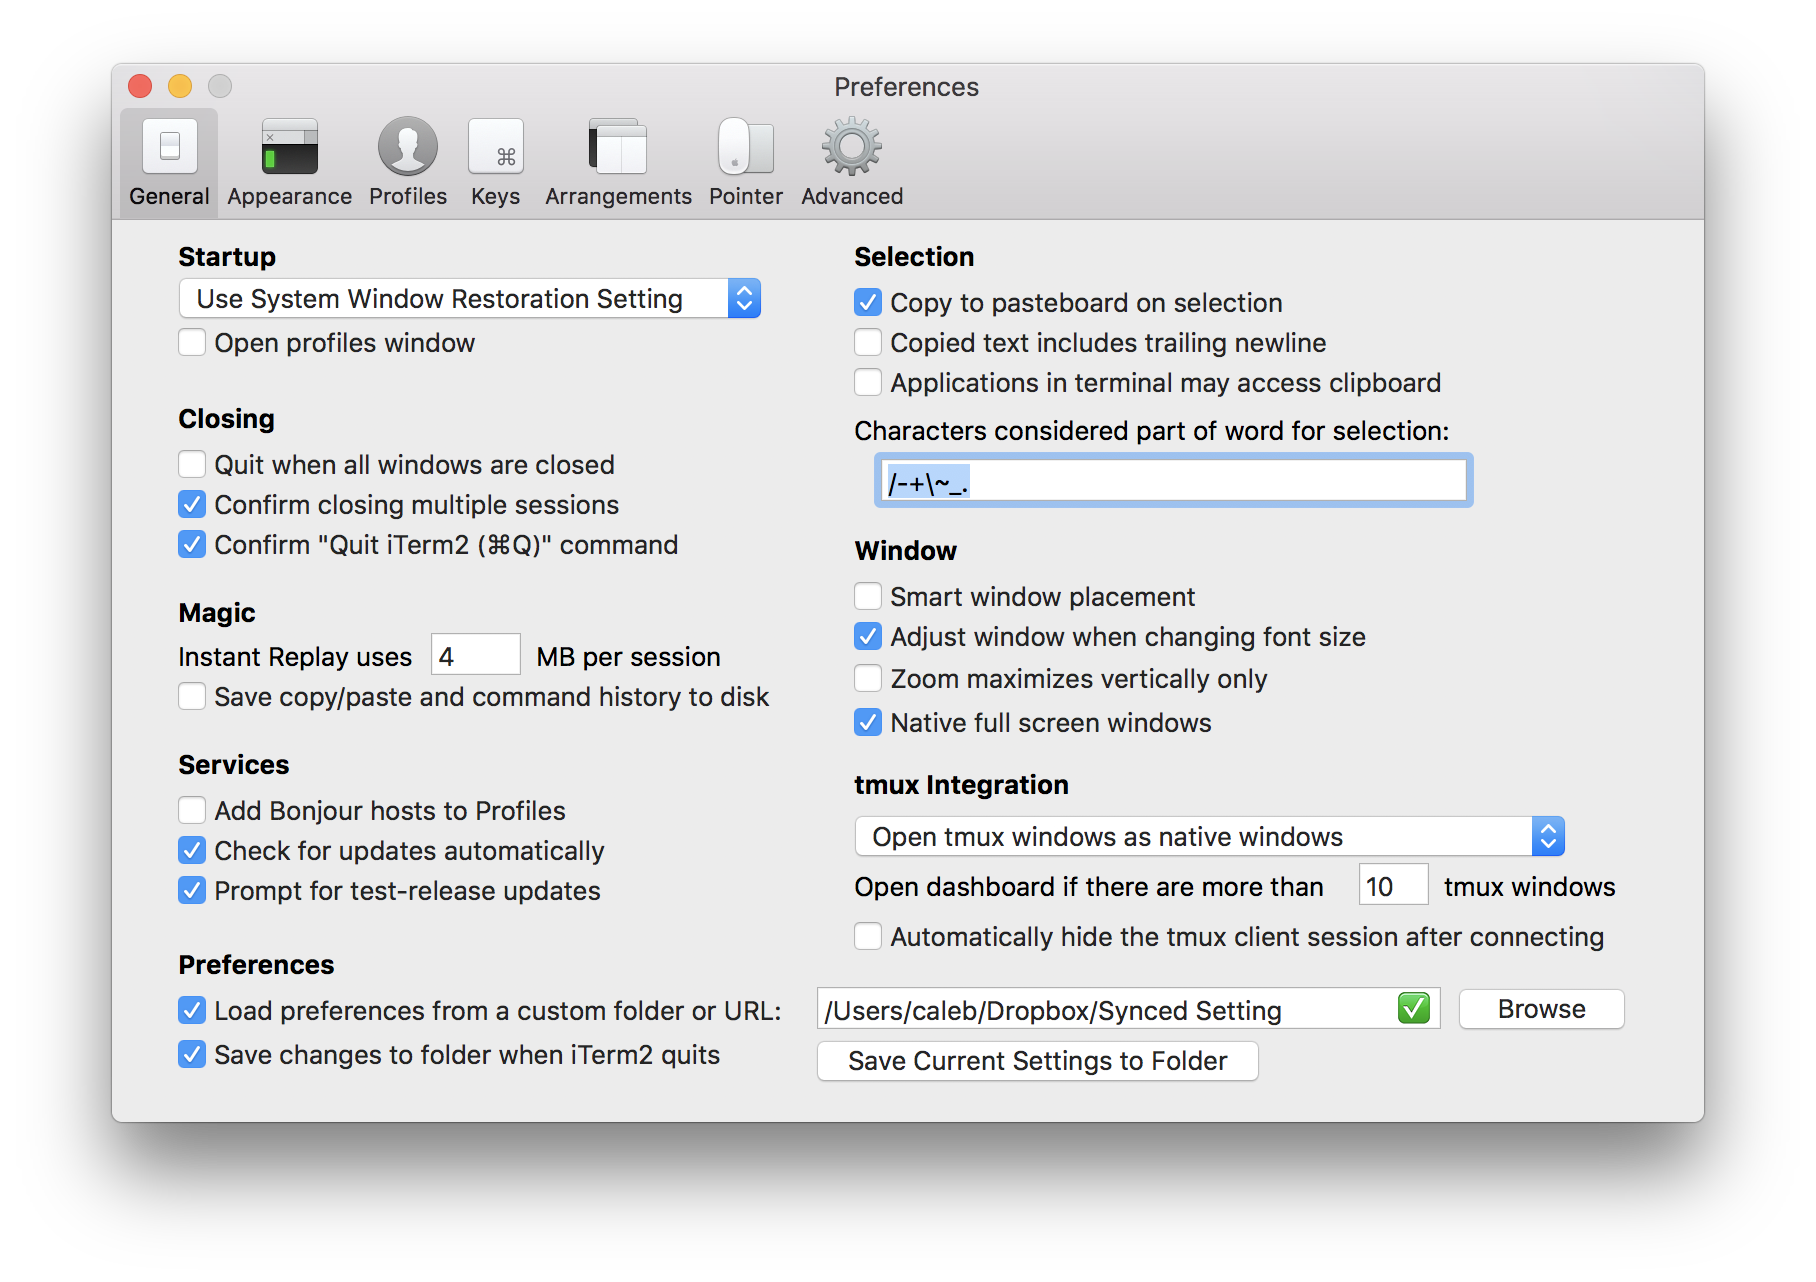 Preferences
General
Appearance
Profiles
Keys
Arrangements
Pointer
Advanced
Startup
Use System Window Restoration Setting
Open profiles window
Closing
Quit when all windows are closed
Confirm closing multiple sessions
Confirm "Quit iTerm2 (⌘Q)" command
Magic
Instant Replay uses 4 MB per session
Save copy/paste and command history to disk
Services
Add Bonjour hosts to Profiles
Check for updates automatically
Prompt for test-release updates
Selection
Copy to pasteboard on selection
Copied text includes trailing newline
Applications in terminal may access clipboard
Characters considered part of word for selection:
/-+\~_.
Window
Smart window placement
Adjust window when changing font size
Zoom maximizes vertically only
Native full screen windows
tmux Integration
Open tmux windows as native windows
Open dashboard if there are more than 10 tmux windows
Automatically hide the tmux client session after connecting
Preferences
Load preferences from a custom folder or URL: /Users/caleb/Dropbox/Synced Setting Browse
Save changes to folder when iTerm2 quits Save Current Settings to Folder